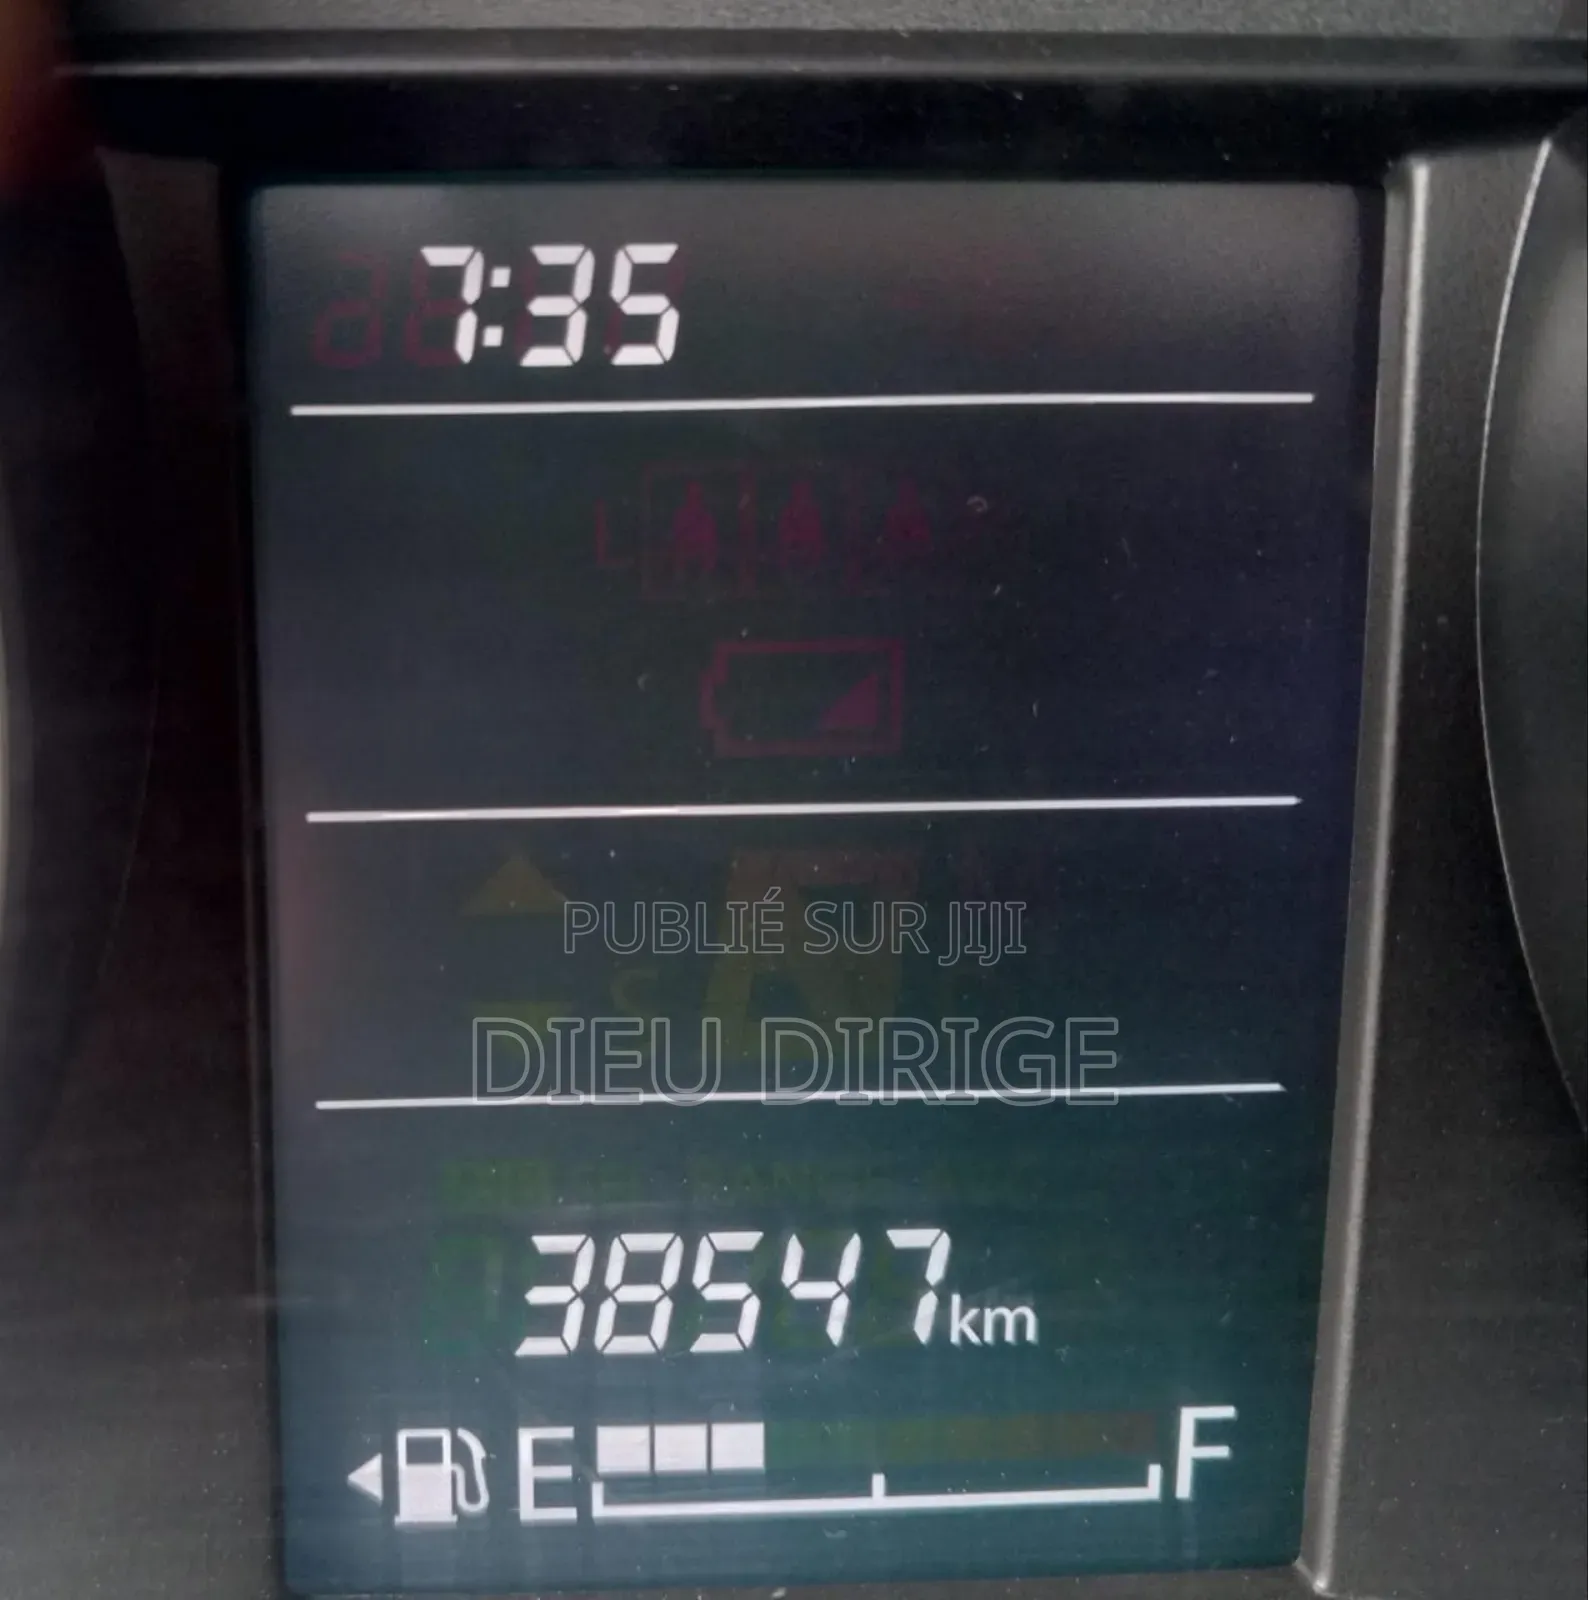 7:35
PUBLIÉ SUR JIJI
DIEU DIRIGE
38547km
E F